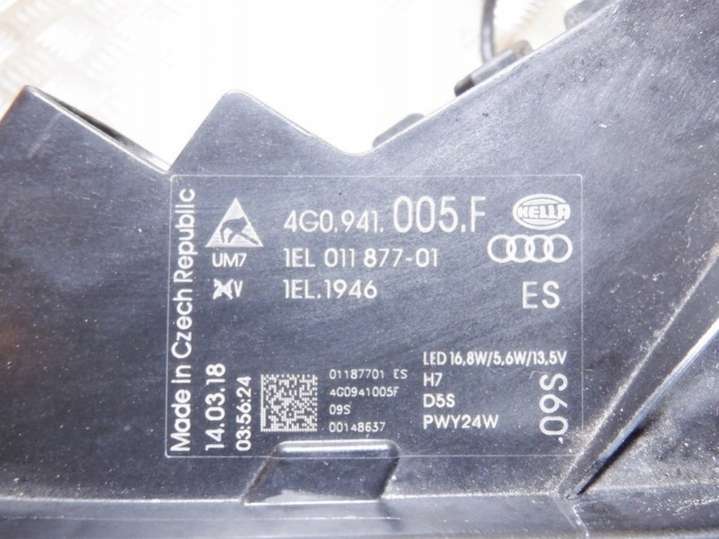 Made in Czech Republic
14.03.18
03:56:24
UM7
V
4G0.941. 005.F
1EL 011 877-01
1EL.1946
HELLA
ES
01187701 ES
4G0941005F
09S
00148637
LED 16,8W/5,6W/13,5V
H7
D5S
PWY24W
.09S